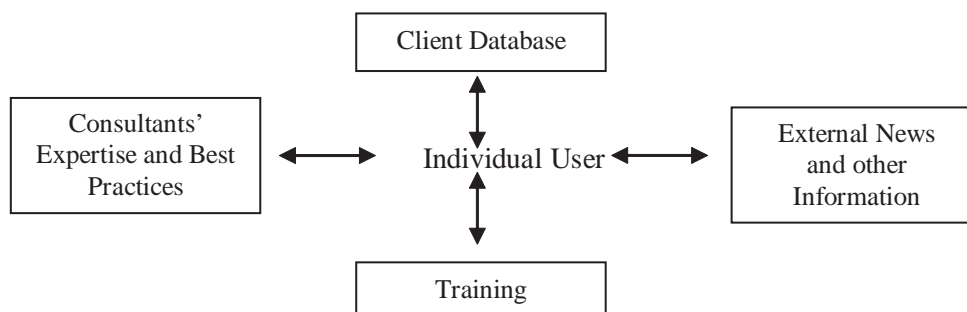 Client Database
Consultants’
Expertise and Best
Practices
Individual User
External News
and other
Information
Training